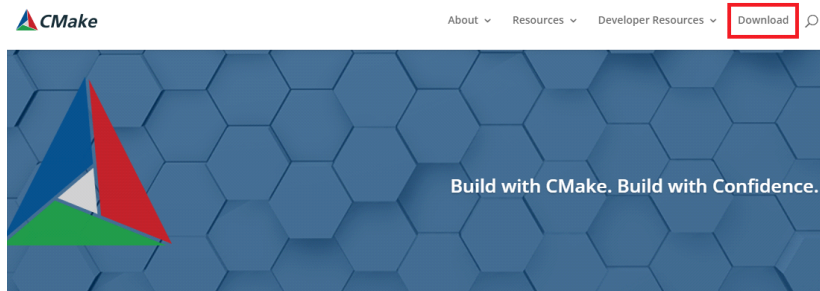 CMake
About
Resources
Developer Resources
Download
Build with CMake. Build with Confidence.